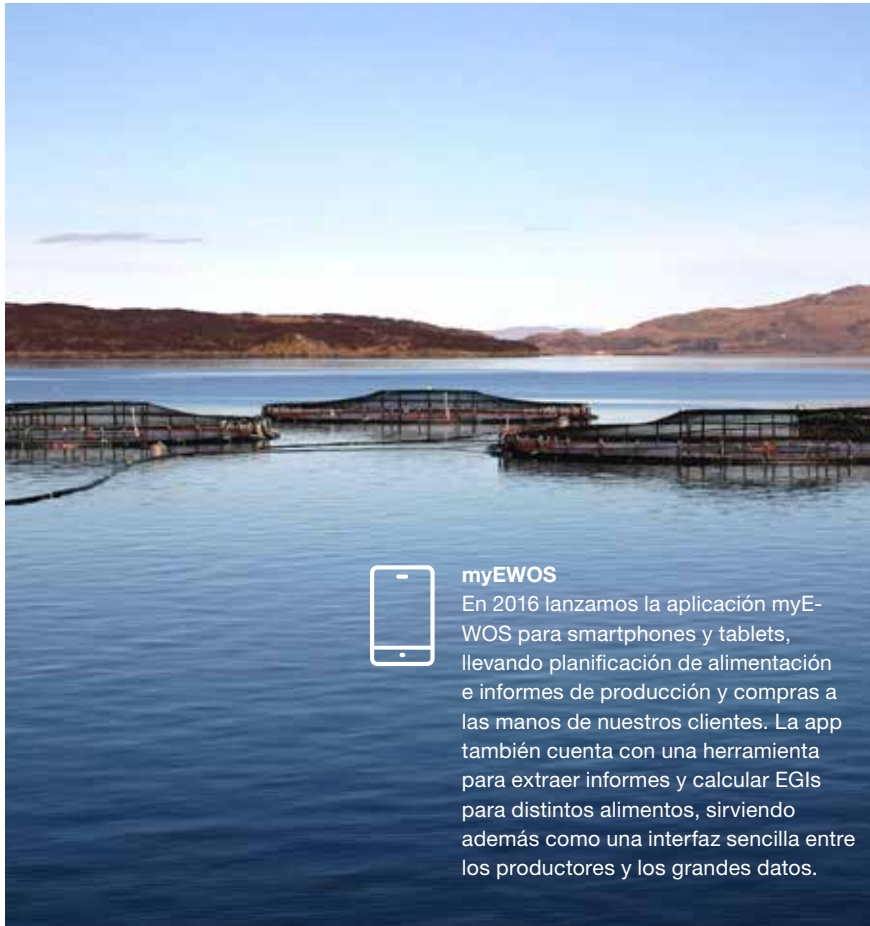 myEWOS
En 2016 lanzamos la aplicación myE-
WOS para smartphones y tablets,
llevando planificación de alimentación
e informes de producción y compras a
las manos de nuestros clientes. La app
también cuenta con una herramienta
para extraer informes y calcular EGIs
para distintos alimentos, sirviendo
además como una interfaz sencilla entre
los productores y los grandes datos.